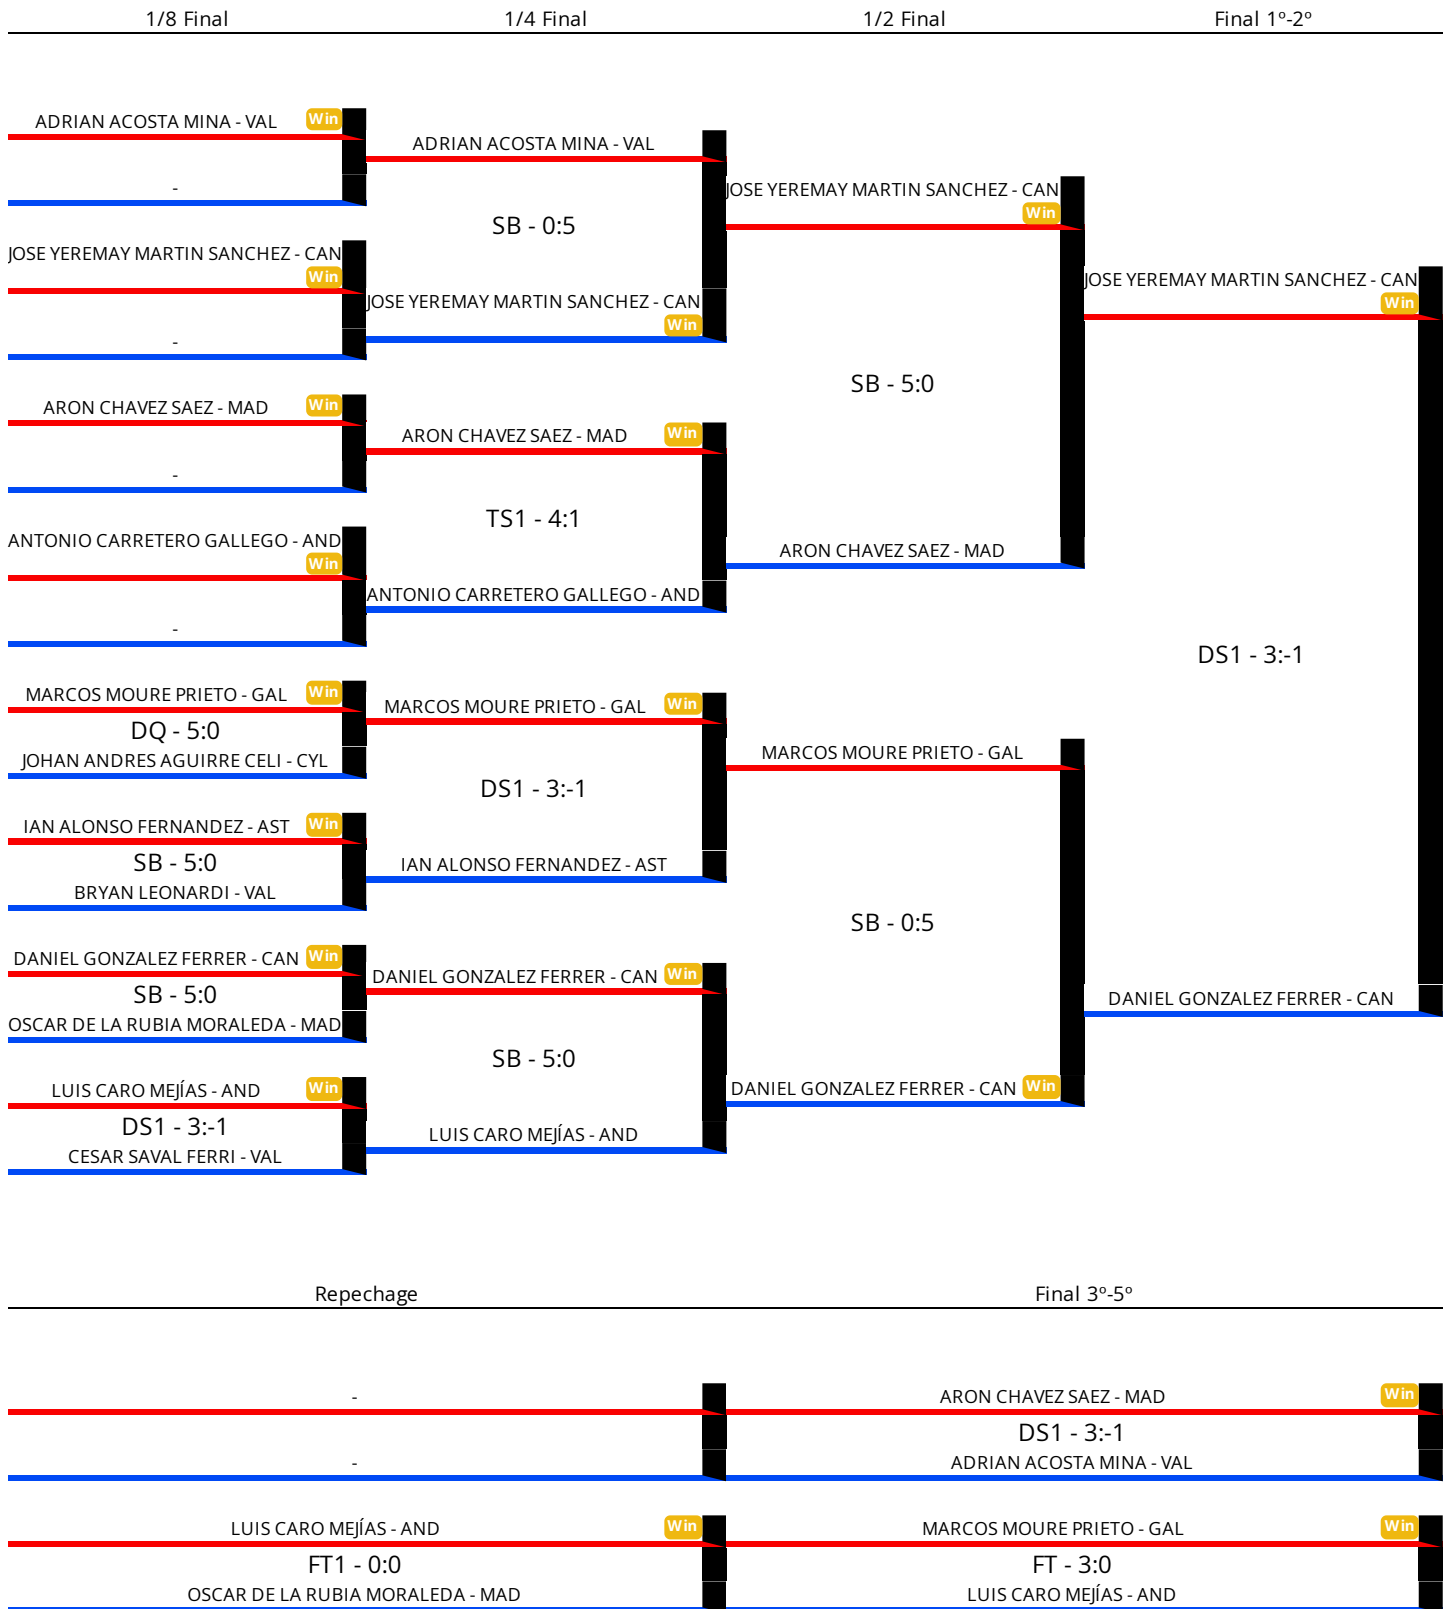 1/8 Final
1/4 Final
1/2 Final
Final 1º-2º
ADRIAN ACOSTA MINA - VAL
Win
-
JOSE YEREMAY MARTIN SANCHEZ - CAN
Win
-
ARON CHAVEZ SAEZ - MAD
Win
-
ANTONIO CARRETERO GALLEGO - AND
Win
-
MARCOS MOURE PRIETO - GAL
Win
DQ - 5:0
JOHAN ANDRES AGUIRRE CELI - CYL
IAN ALONSO FERNANDEZ - AST
Win
SB - 5:0
BRYAN LEONARDI - VAL
DANIEL GONZALEZ FERRER - CAN
Win
SB - 5:0
OSCAR DE LA RUBIA MORALEDA - MAD
LUIS CARO MEJÍAS - AND
Win
DS1 - 3:-1
CESAR SAVAL FERRI - VAL
ADRIAN ACOSTA MINA - VAL
SB - 0:5
JOSE YEREMAY MARTIN SANCHEZ - CAN
Win
ARON CHAVEZ SAEZ - MAD
Win
TS1 - 4:1
ANTONIO CARRETERO GALLEGO - AND
MARCOS MOURE PRIETO - GAL
Win
DS1 - 3:-1
IAN ALONSO FERNANDEZ - AST
DANIEL GONZALEZ FERRER - CAN
Win
SB - 5:0
LUIS CARO MEJÍAS - AND
JOSE YEREMAY MARTIN SANCHEZ - CAN
Win
SB - 5:0
ARON CHAVEZ SAEZ - MAD
MARCOS MOURE PRIETO - GAL
SB - 0:5
DANIEL GONZALEZ FERRER - CAN
Win
JOSE YEREMAY MARTIN SANCHEZ - CAN
Win
DS1 - 3:-1
DANIEL GONZALEZ FERRER - CAN
Repechage
Final 3º-5º
-
-
LUIS CARO MEJÍAS - AND
Win
FT1 - 0:0
OSCAR DE LA RUBIA MORALEDA - MAD
ARON CHAVEZ SAEZ - MAD
Win
DS1 - 3:-1
ADRIAN ACOSTA MINA - VAL
MARCOS MOURE PRIETO - GAL
Win
FT - 3:0
LUIS CARO MEJÍAS - AND